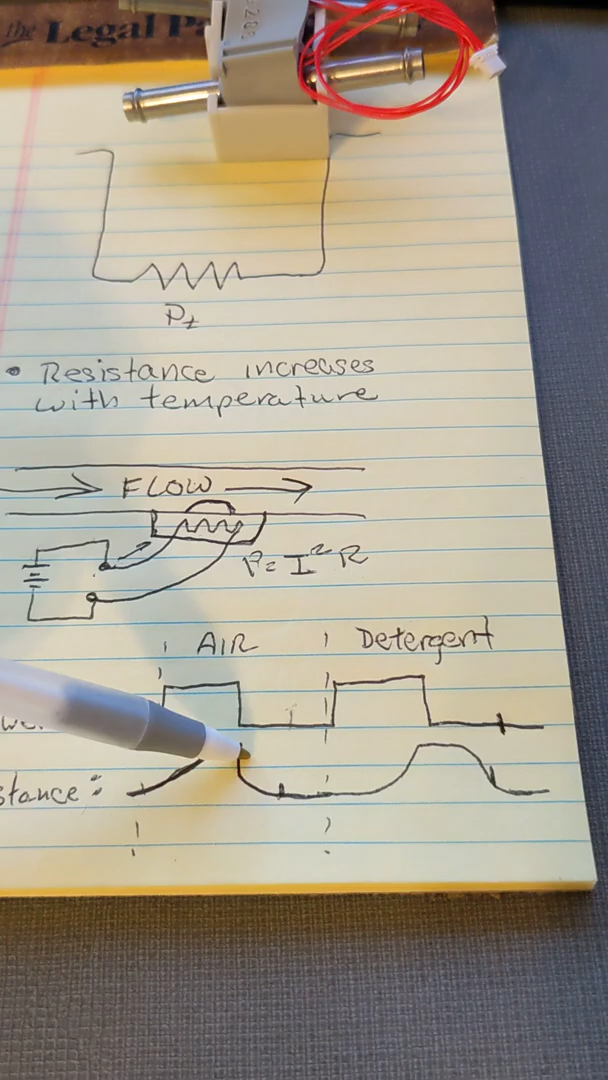 the Legal Pa
Pt
• Resistance increases
with temperature
FLOW
P=I²R
AIR
Detergent
stance: